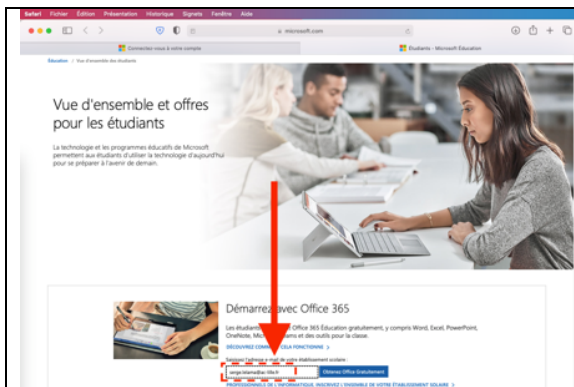 Safari Fichier Édition Présentation Historique Signets Fenêtre Aide
microsoft.com
Connectez-vous à votre compte
Étudiants - Microsoft Éducation
Éducation / Vue d'ensemble des étudiants
Vue d'ensemble et offres
pour les étudiants
La technologie et les programmes éducatifs de Microsoft
permettent aux étudiants d'utiliser la technologie d'aujourd'hui
pour se préparer à l'avenir de demain.
Démarrez avec Office 365
Les étudiants Office 365 Éducation gratuitement, y compris Word, Excel, PowerPoint,
OneNote, et des outils pour la classe.
DÉCOUVREZ COMMENT CELA FONCTIONNE >
Saisissez l'adresse e-mail de votre établissement scolaire :
Obtenez Office Gratuitement
PROFESSIONNELS DE L'INFORMATIQUE, INSCRIVEZ L'ENSEMBLE DE VOTRE ÉTABLISSEMENT SCOLAIRE >